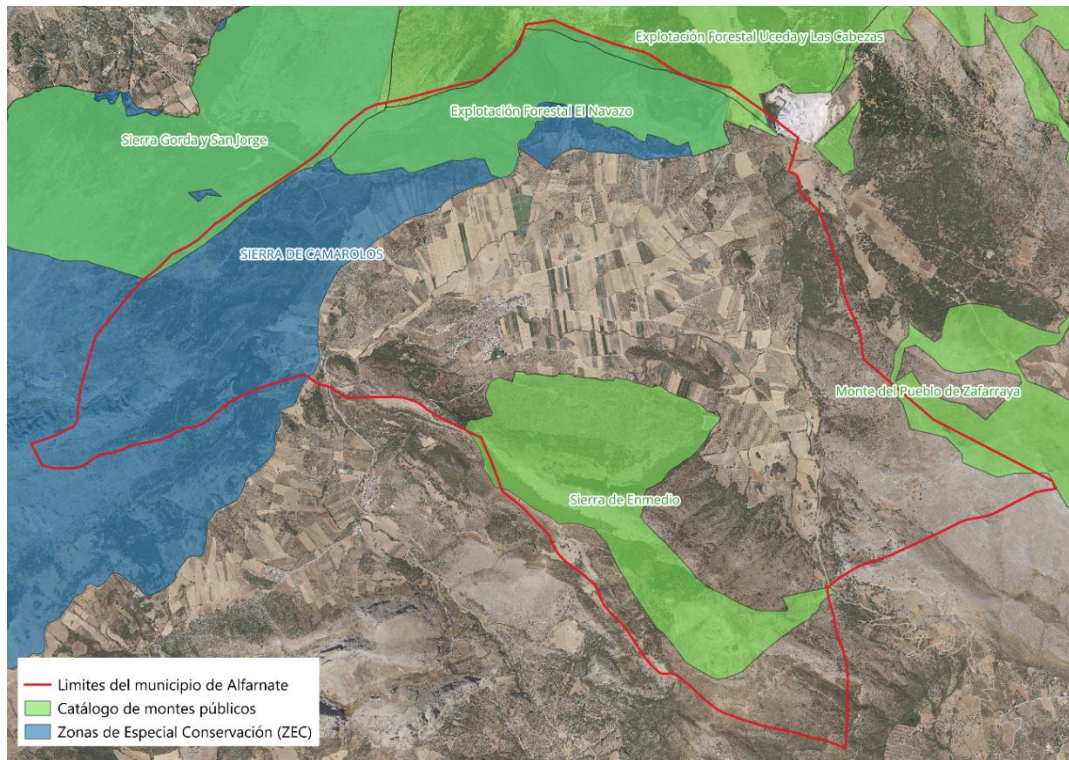 Explotación Forestal Uceda y Las Cabezas
Explotación Forestal El Navazo
Sierra Gorda y San Jorge
SIERRA DE CAMAROLOS
Monte del Pueblo de Zafarraya
Sierra de Enmedio
Limites del municipio de Alfarnate
Catálogo de montes públicos
Zonas de Especial Conservación (ZEC)